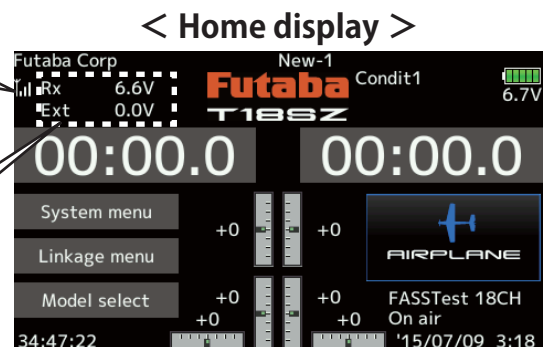 < Home display >
Futaba Corp New-1
Rx 6.6V Futaba Condit1
Ext 0.0V T18SZ 6.7V
00:00.0 00:00.0
System menu +0 +0
Linkage menu AIRPLANE
Model select +0 +0 FASSTest 18CH
+0 +0 On air
34:47:22 '15/07/09 3:18